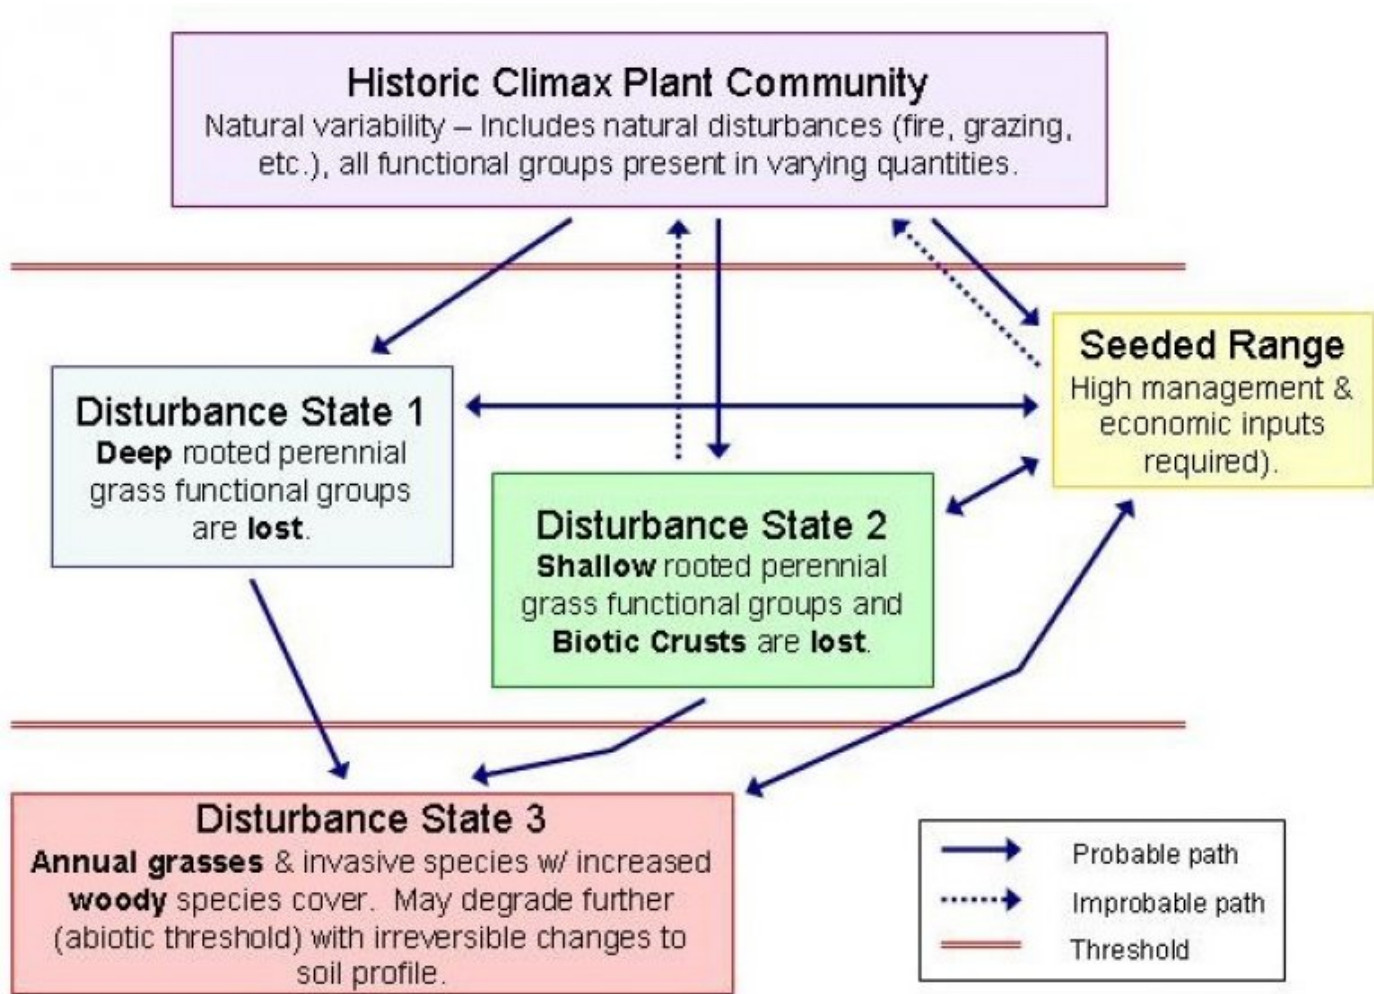 Historic Climax Plant Community
Natural variability – Includes natural disturbances (fire, grazing,
etc.), all functional groups present in varying quantities.
Seeded Range
High management &
economic inputs
required).
Disturbance State 1
Deep rooted perennial
grass functional groups
are lost.
Disturbance State 2
Shallow rooted perennial
grass functional groups and
Biotic Crusts are lost.
Disturbance State 3
Annual grasses & invasive species w/ increased
woody species cover. May degrade further
(abiotic threshold) with irreversible changes to
soil profile.
Probable path
Improbable path
Threshold